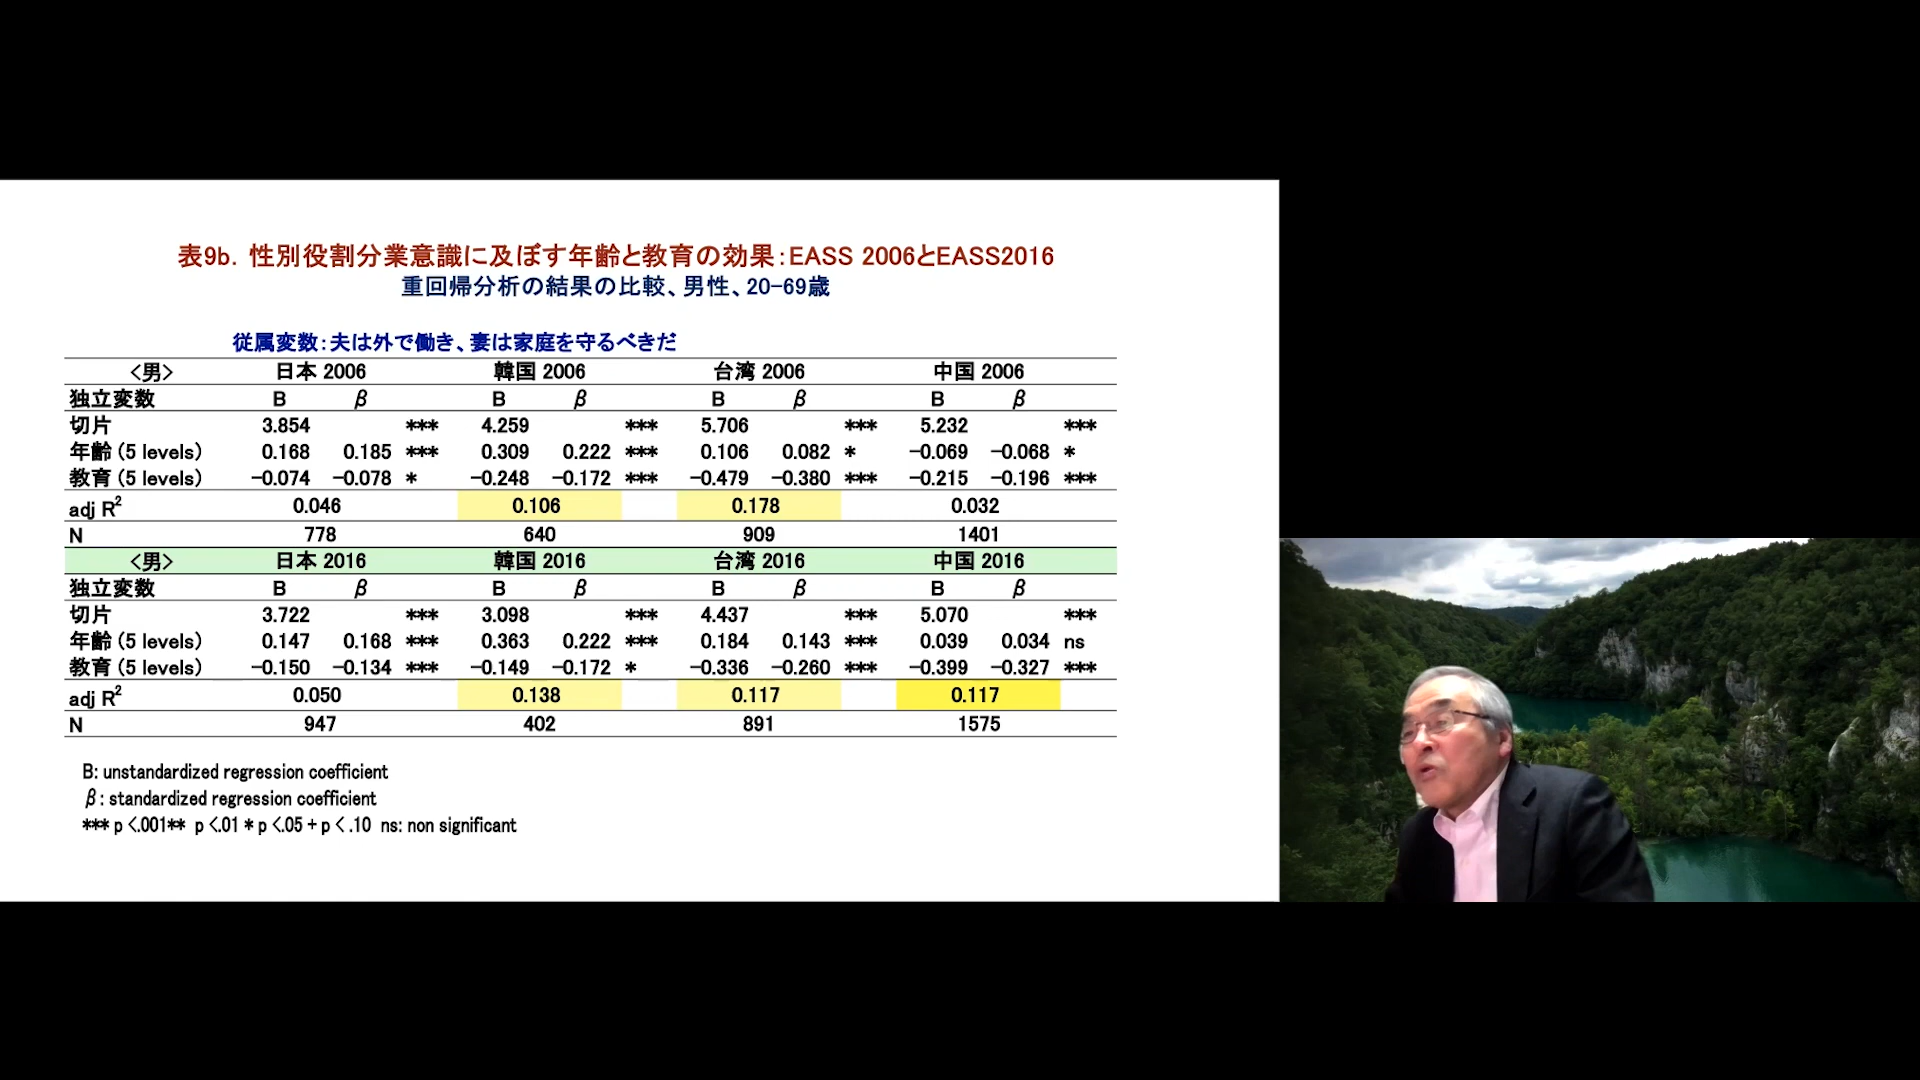 表9b．性別役割分業意識に及ぼす年齢と教育の効果：EASS 2006とEASS2016
重回帰分析の結果の比較、男性、20-69歳
従属変数：夫は外で働き、妻は家庭を守るべきだ
<男> 日本 2006 韓国 2006 台湾 2006 中国 2006
独立変数 B β B β B β B β
切片 3.854 *** 4.259 *** 5.706 *** 5.232 ***
年齢 (5 levels) 0.168 0.185 *** 0.309 0.222 *** 0.106 0.082 * −0.069 −0.068 *
教育 (5 levels) −0.074 −0.078 * −0.248 −0.172 *** −0.479 −0.380 *** −0.215 −0.196 ***
adj R² 0.046 0.106 0.178 0.032
N 778 640 909 1401
<男> 日本 2016 韓国 2016 台湾 2016 中国 2016
独立変数 B β B β B β B β
切片 3.722 *** 3.098 *** 4.437 *** 5.070 ***
年齢 (5 levels) 0.147 0.168 *** 0.363 0.222 *** 0.184 0.143 *** 0.039 0.034 ns
教育 (5 levels) −0.150 −0.134 *** −0.149 −0.172 * −0.336 −0.260 *** −0.399 −0.327 ***
adj R² 0.050 0.138 0.117 0.117
N 947 402 891 1575
B: unstandardized regression coefficient
β: standardized regression coefficient
*** p <.001** p <.01 * p <.05 + p < .10 ns: non significant